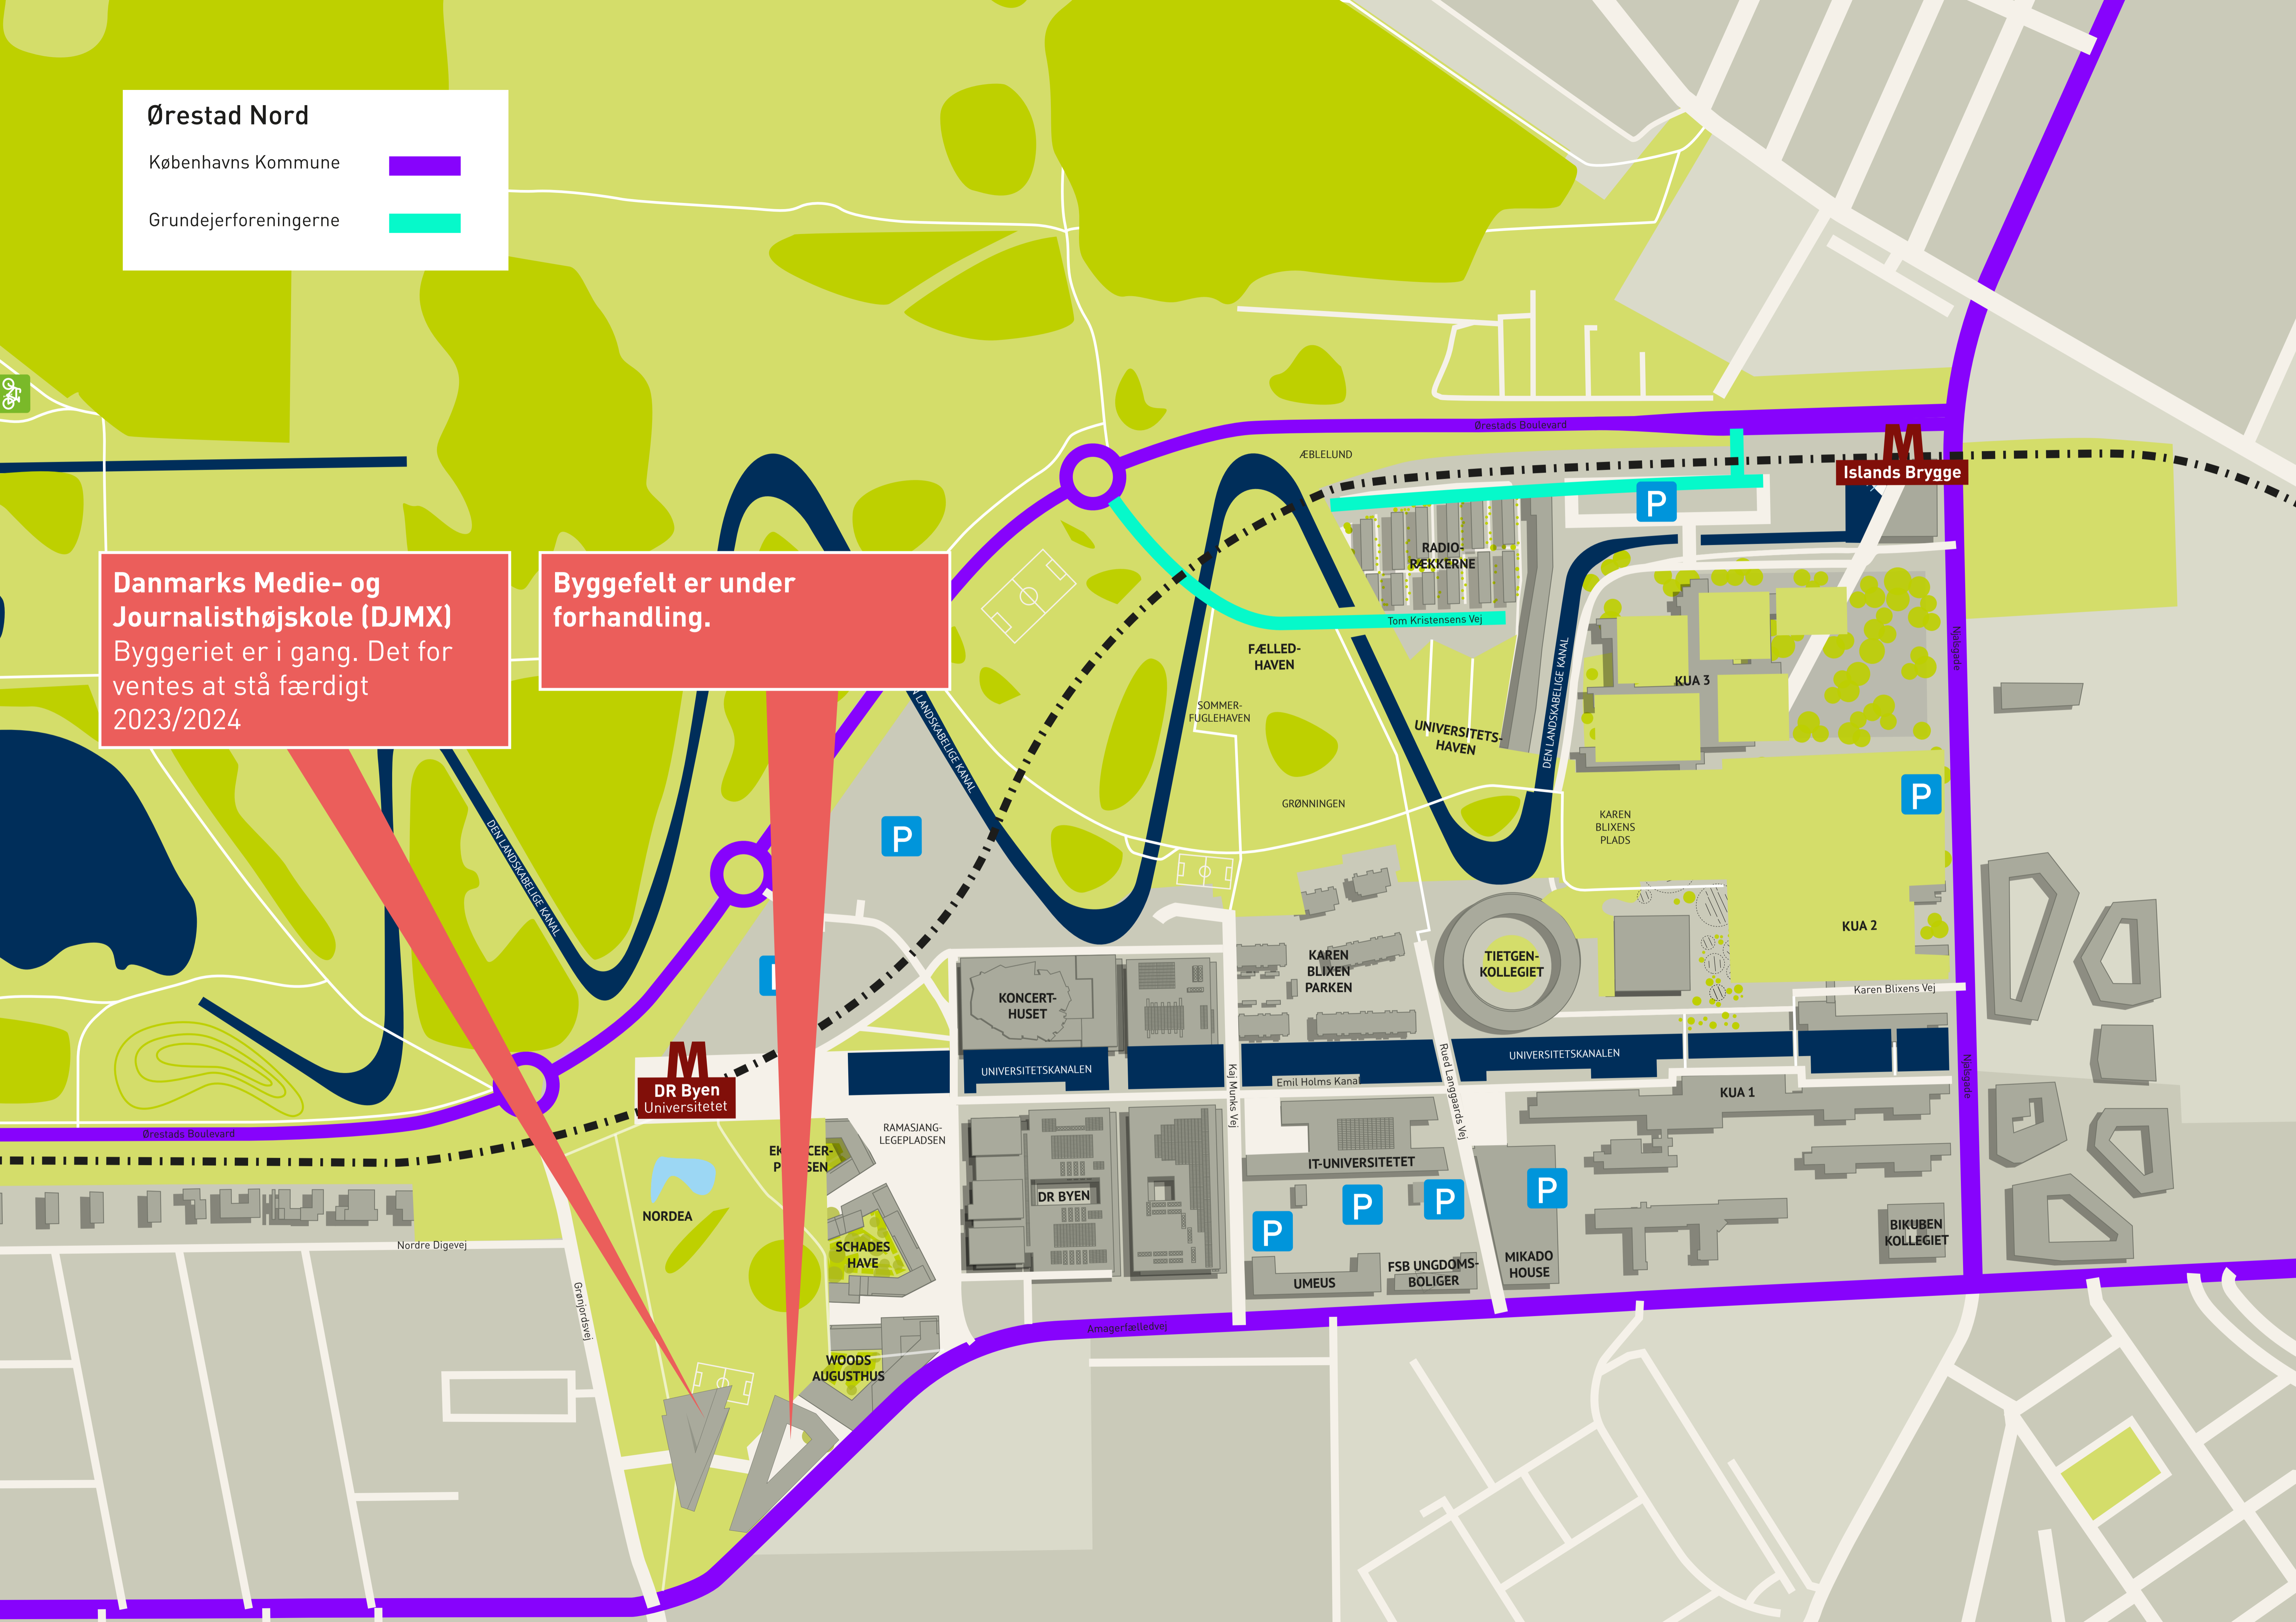 Ørestad Nord
Københavns Kommune
Grundejerforeningerne
Danmarks Medie- og
Journalisthøjskole (DJMX)
Byggeriet er i gang. Det for
ventes at stå færdigt
2023/2024
Byggefelt er under
forhandling.
Ørestads Boulevard
ÆBLELUND
M
Islands Brygge
P
RADIO-
RÆKKERNE
Tom Kristensens Vej
FÆLLED-
HAVEN
SOMMER-
FUGLEHAVEN
UNIVERSITETS-
HAVEN
DEN LANDSKABELIGE KANAL
KUA 3
Njalsgade
LANDSKABELIGE KANAL
GRØNNINGEN
KAREN
BLIXENS
PLADS
P
P
DEN LANDSKABELIGE KANAL
KUA 2
KAREN
BLIXEN
PARKEN
TIETGEN-
KOLLEGIET
KONCERT-
HUSET
Karen Blixens Vej
UNIVERSITETSKANALEN
UNIVERSITETSKANALEN
Emil Holms Kana
M
DR Byen
Universitetet
Kaj Munks Vej
Rued Langgaards Vej
KUA 1
Njalsgade
Ørestads Boulevard
RAMASJANG-
LEGEPLADSEN
IT-UNIVERSITETET
DR BYEN
NORDEA
P
P
P
P
SCHADES
HAVE
Nordre Digevej
Grønjordsvej
UMEUS
FSB UNGDOMS-
BOLIGER
MIKADO
HOUSE
BIKUBEN
KOLLEGIET
Amagerfælledvej
WOODS
AUGUSTHUS